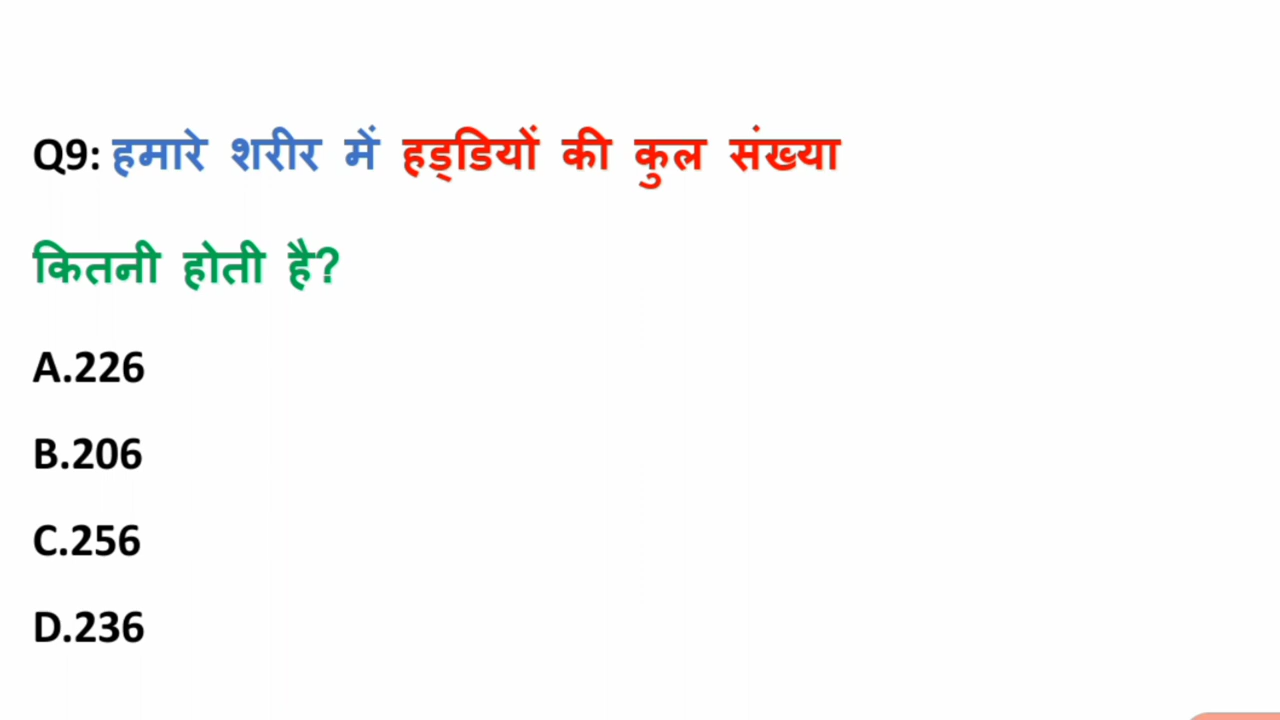 Q9: हमारे शरीर में हड्डियों की कुल संख्या
कितनी होती है?
A.226
B.206
C.256
D.236